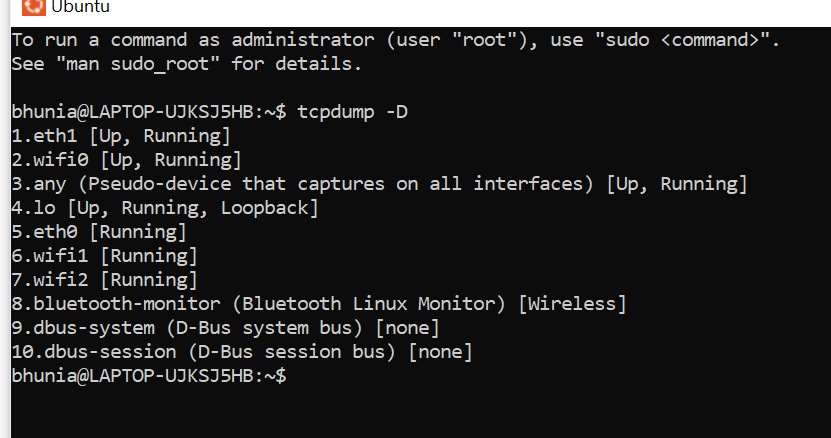 Ubuntu
To run a command as administrator (user "root"), use "sudo <command>".
See "man sudo_root" for details.
bhunia@LAPTOP-UJKSJ5HB:~$ tcpdump -D
1.eth1 [Up, Running]
2.wifi0 [Up, Running]
3.any (Pseudo-device that captures on all interfaces) [Up, Running]
4.lo [Up, Running, Loopback]
5.eth0 [Running]
6.wifi1 [Running]
7.wifi2 [Running]
8.bluetooth-monitor (Bluetooth Linux Monitor) [Wireless]
9.dbus-system (D-Bus system bus) [none]
10.dbus-session (D-Bus session bus) [none]
bhunia@LAPTOP-UJKSJ5HB:~$